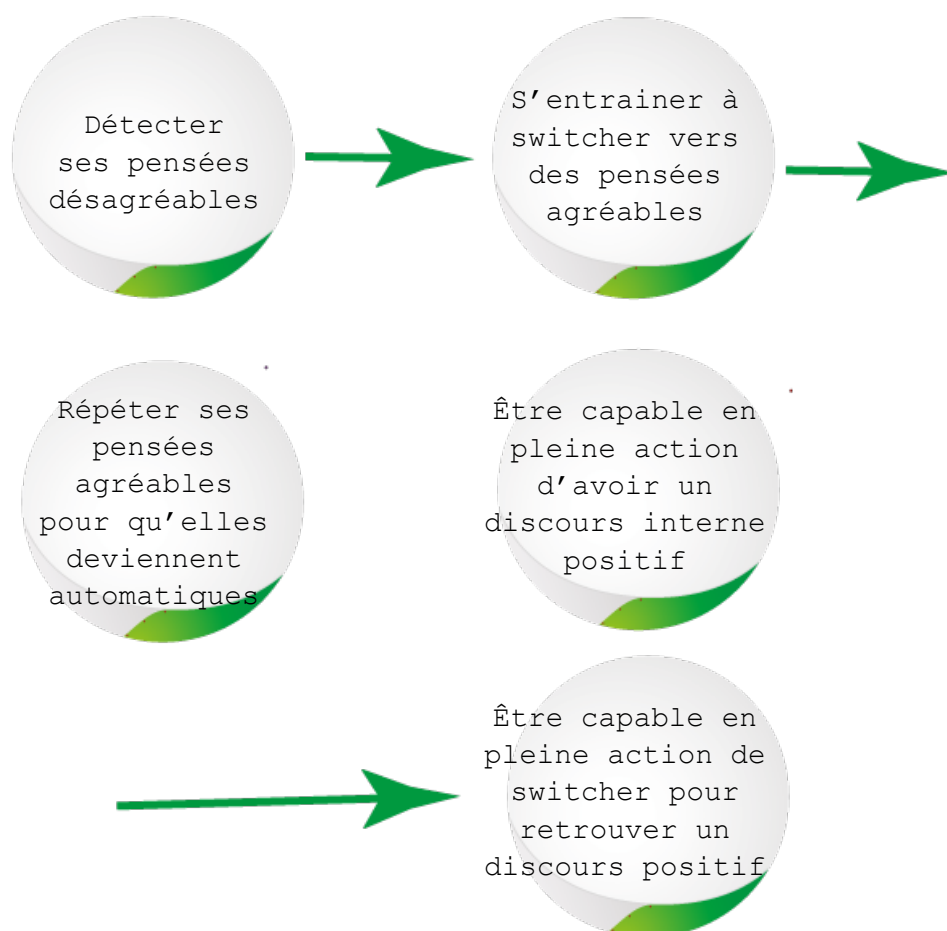 Détecter
ses pensées
désagréables
S'entrainer à
switcher vers
des pensées
agréables
Répéter ses
pensées
agréables
pour qu'elles
deviennent
automatiques
Être capable en
pleine action
d'avoir un
discours interne
positif
Être capable en
pleine action de
switcher pour
retrouver un
discours positif